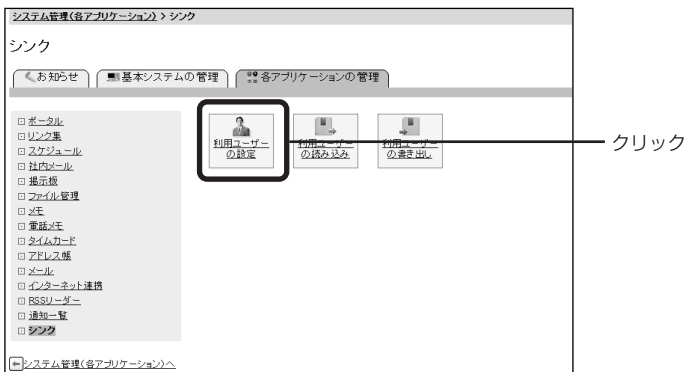 システム管理(各アプリケーション) > シンク
シンク
お知らせ 基本システムの管理 各アプリケーションの管理
ポータル
リンク集
スケジュール
社内メール
掲示板
ファイル管理
メモ
電話メモ
タイムカード
アドレス帳
メール
インターネット連携
RSSリーダー
通知一覧
シンク
利用ユーザー
の設定
利用ユーザー
の読み込み
利用ユーザー
の書き出し
クリック
システム管理(各アプリケーション)へ